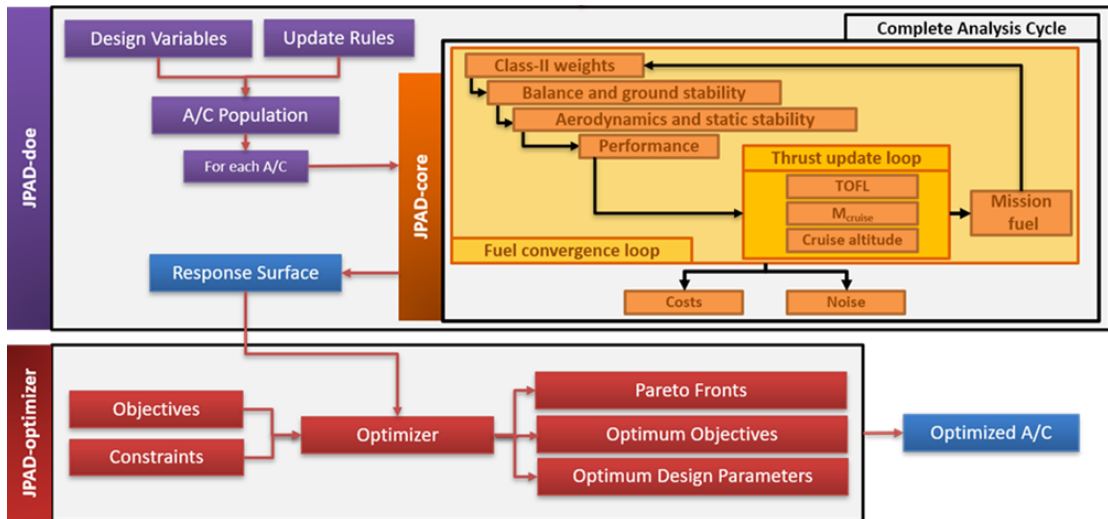 JPAD-doe
Design Variables
Update Rules
A/C Population
For each A/C
Response Surface
JPAD-core
Complete Analysis Cycle
Class-II weights
Balance and ground stability
Aerodynamics and static stability
Performance
Thrust update loop
TOFL
Mcruise
Cruise altitude
Mission
fuel
Fuel convergence loop
Costs
Noise
JPAD-optimizer
Objectives
Constraints
Optimizer
Pareto Fronts
Optimum Objectives
Optimum Design Parameters
Optimized A/C